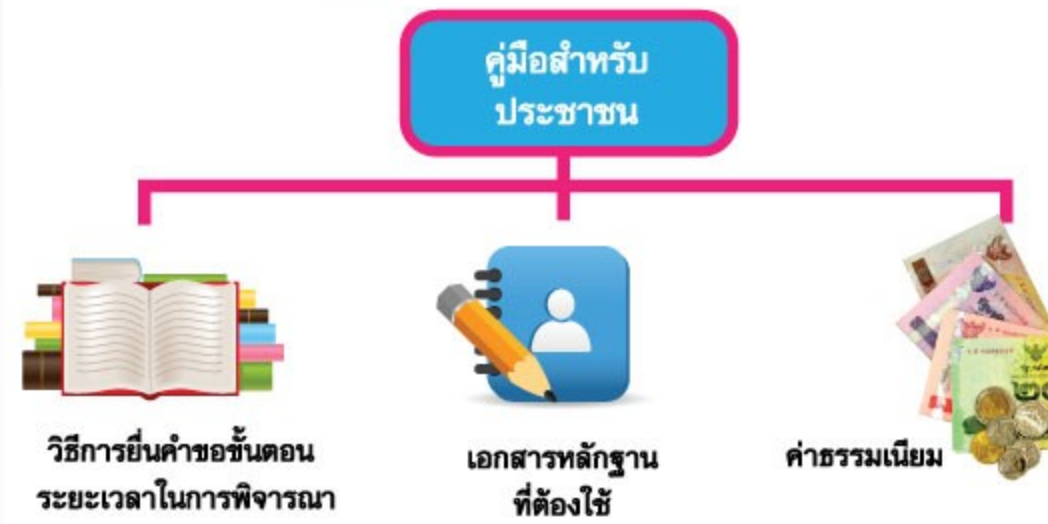 คู่มือสำหรับ
ประชาชน
วิธีการยื่นคำขอขั้นตอน
ระยะเวลาในการพิจารณา
เอกสารหลักฐาน
ที่ต้องใช้
ค่าธรรมเนียม